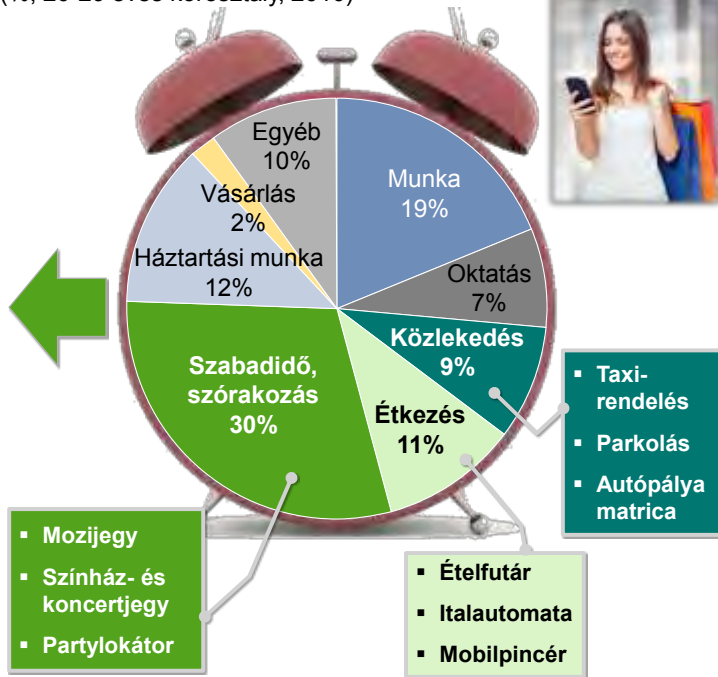 Egyéb
10%
Munka
19%
Vásárlás
2%
Oktatás
7%
Háztartási munka
12%
Közlekedés
9%
Szabadidő,
szórakozás
30%
Étkezés
11%
▪ Taxi-
rendelés
▪ Parkolás
▪ Autópálya
matrica
▪ Mozijegy
▪ Színház- és
koncertjegy
▪ Partylokátor
▪ Ételfutár
▪ Italautomata
▪ Mobilpincér